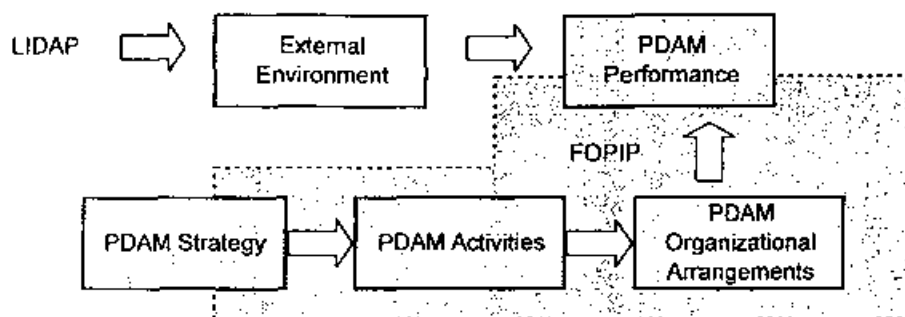 LIDAP
External
Environment
PDAM
Performance
FOPIP
PDAM Strategy
PDAM Activities
PDAM
Organizational
Arrangements